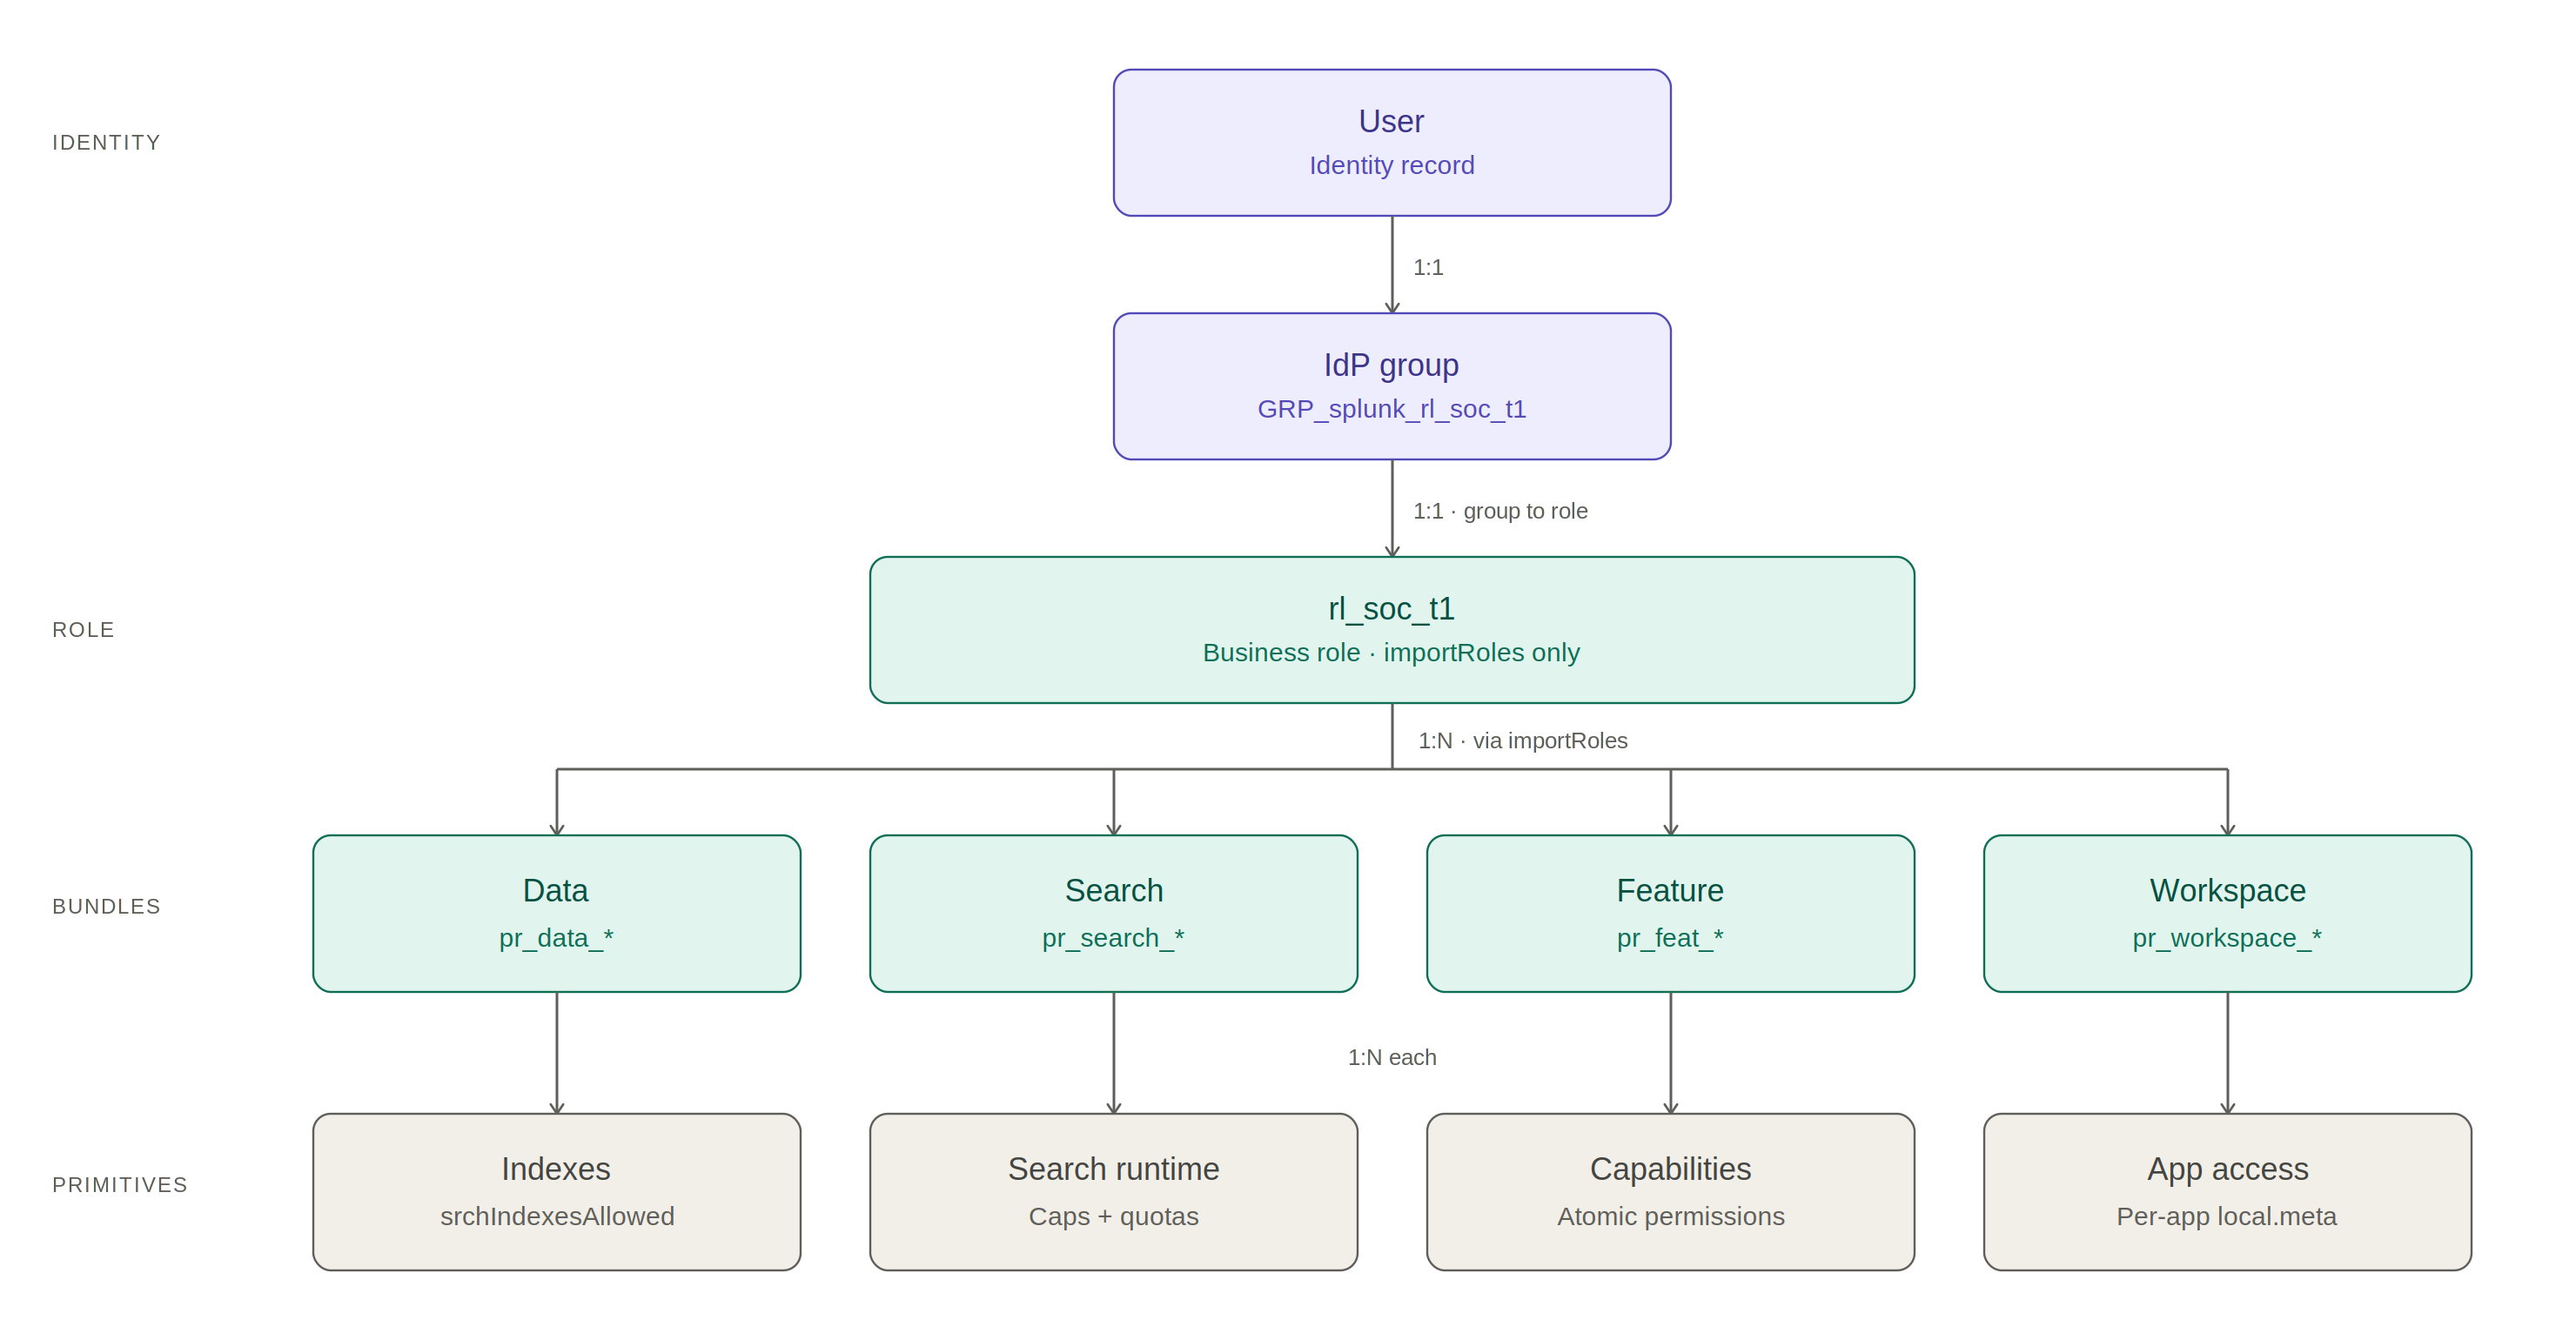 IDENTITY
User
Identity record
1:1
IdP group
GRP_splunk_rl_soc_t1
1:1 · group to role
ROLE
rl_soc_t1
Business role · importRoles only
1:N · via importRoles
BUNDLES
Data
pr_data_*
Search
pr_search_*
Feature
pr_feat_*
Workspace
pr_workspace_*
1:N each
PRIMITIVES
Indexes
srchIndexesAllowed
Search runtime
Caps + quotas
Capabilities
Atomic permissions
App access
Per-app local.meta